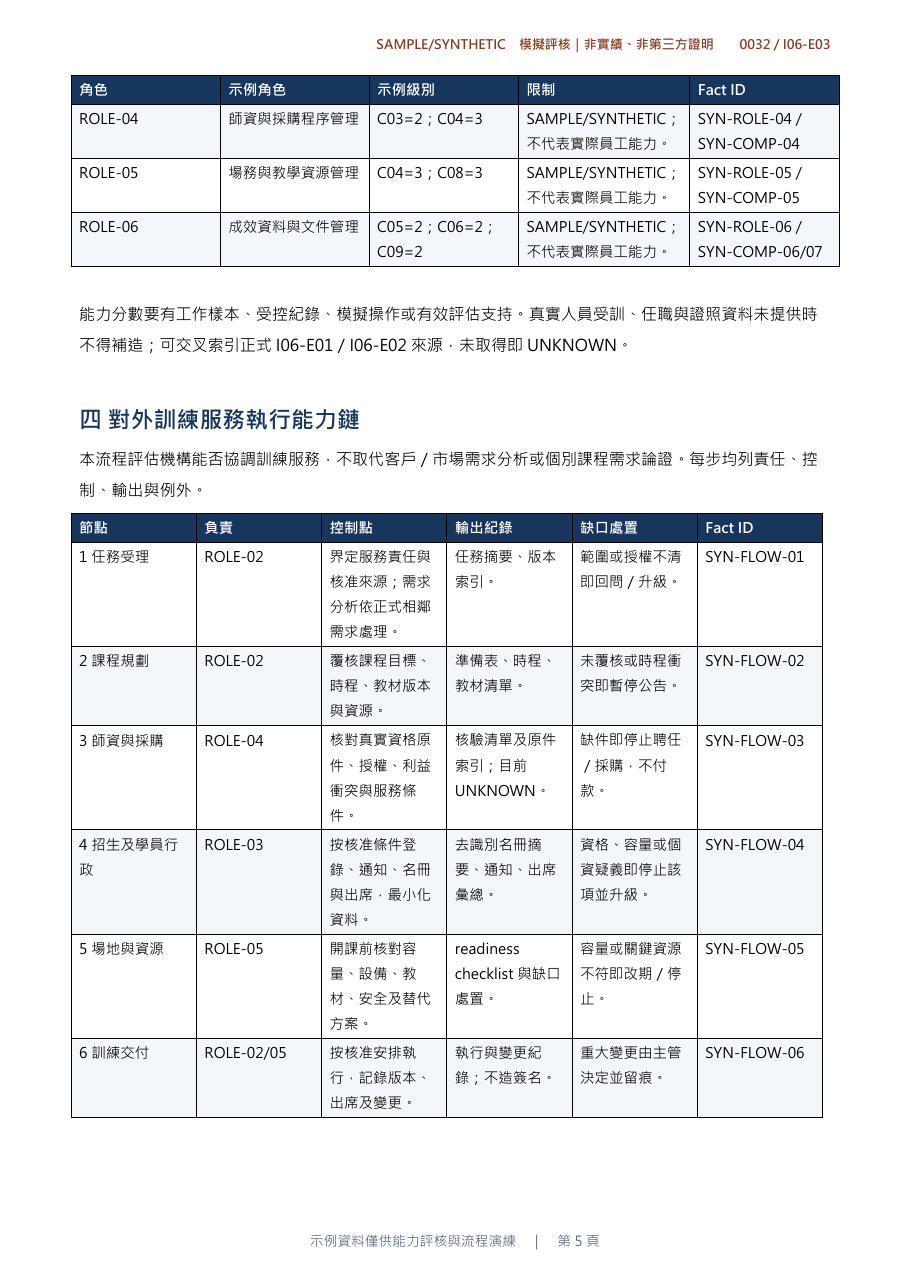 SAMPLE/SYNTHETIC 模擬評核｜非實績、非第三方證明 0032 / I06-E03
角色 示例角色 示例級別 限制 Fact ID
ROLE-04 師資與採購程序管理 C03=2；C04=3 SAMPLE/SYNTHETIC； SYN-ROLE-04 /
不代表實際員工能力。 SYN-COMP-04
ROLE-05 場務與教學資源管理 C04=3；C08=3 SAMPLE/SYNTHETIC； SYN-ROLE-05 /
不代表實際員工能力。 SYN-COMP-05
ROLE-06 成效資料與文件管理 C05=2；C06=2； SAMPLE/SYNTHETIC； SYN-ROLE-06 /
C09=2 不代表實際員工能力。 SYN-COMP-06/07
能力分數要有工作樣本、受控紀錄、模擬操作或有效評估支持。真實人員受訓、任職與證照資料未提供時
不得補造；可交叉索引正式 I06-E01 / I06-E02 來源，未取得即 UNKNOWN。
四 對外訓練服務執行能力鏈
本流程評估機構能否協調訓練服務，不取代客戶 / 市場需求分析或個別課程需求論證。每步均列責任、控
制、輸出與例外。
節點 負責 控制點 輸出紀錄 缺口處置 Fact ID
1 任務受理 ROLE-02 界定服務責任與 任務摘要、版本 範圍或授權不清 SYN-FLOW-01
核准來源；需求 索引。 即回問 / 升級。
分析依正式相鄰
需求處理。
2 課程規劃 ROLE-02 覆核課程目標、 準備表、時程、 未覆核或時程衝 SYN-FLOW-02
時程、教材版本 教材清單。 突即暫停公告。
與資源。
3 師資與採購 ROLE-04 核對真實資格原 核驗清單及原件 缺件即停止聘任 SYN-FLOW-03
件、授權、利益 索引；目前 / 採購，不付
衝突與服務條 UNKNOWN。 款。
件。
4 招生及學員行 ROLE-03 按核准條件登 去識別名冊摘 資格、容量或個 SYN-FLOW-04
政 錄、通知、名冊 要、通知、出席 資疑義即停止該
與出席，最小化 彙總。 項並升級。
資料。
5 場地與資源 ROLE-05 開課前核對容 readiness 容量或關鍵資源 SYN-FLOW-05
量、設備、教 checklist 與缺口 不符即改期 / 停
材、安全及替代 處置。 止。
方案。
6 訓練交付 ROLE-02/05 按核准安排執 執行與變更紀 重大變更由主管 SYN-FLOW-06
行，記錄版本、 錄；不造簽名。 決定並留痕。
出席及變更。
示例資料僅供能力評核與流程演練 | 第 5 頁